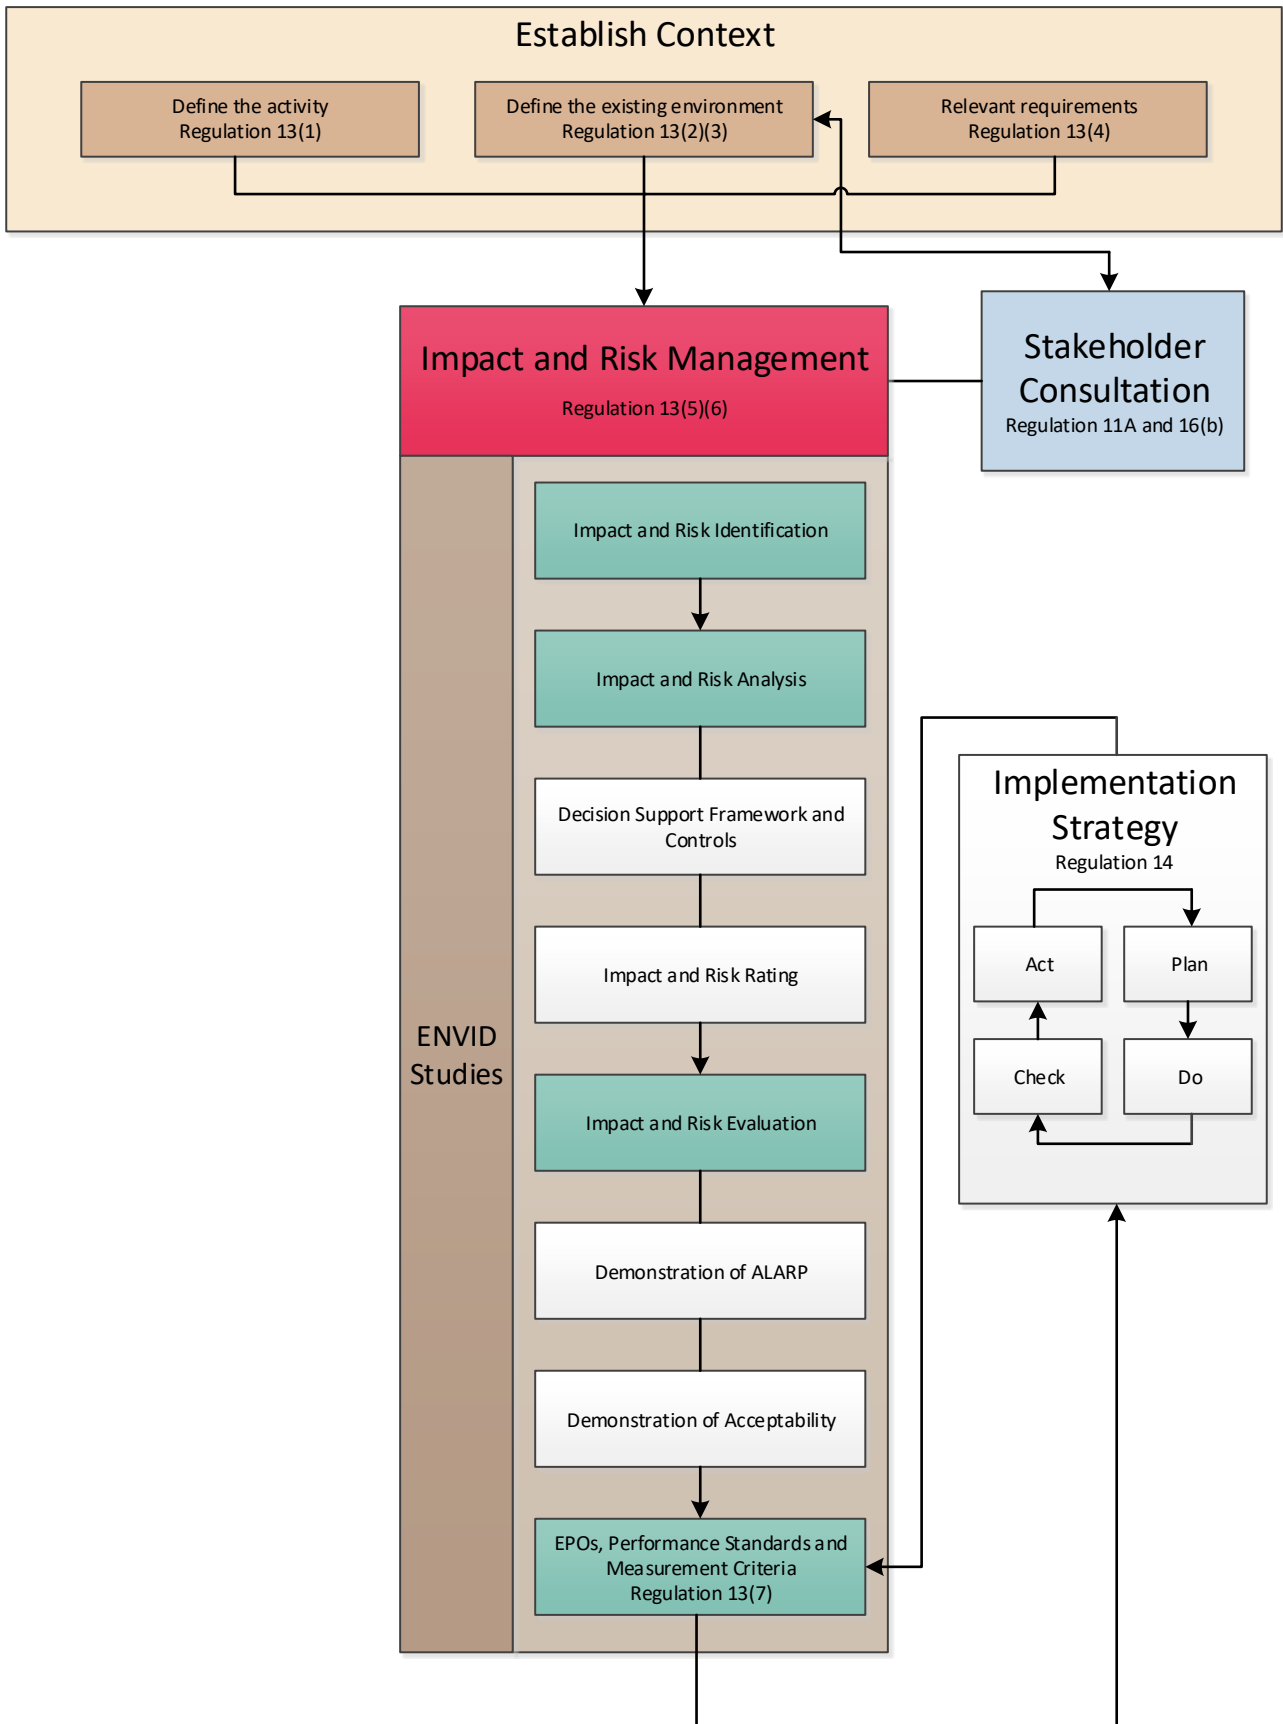 Establish Context
Define the activity
Regulation 13(1)
Define the existing environment
Regulation 13(2)(3)
Relevant requirements
Regulation 13(4)
Impact and Risk Management
Regulation 13(5)(6)
Stakeholder
Consultation
Regulation 11A and 16(b)
ENVID
Studies
Impact and Risk Identification
Impact and Risk Analysis
Decision Support Framework and
Controls
Impact and Risk Rating
Impact and Risk Evaluation
Demonstration of ALARP
Demonstration of Acceptability
EPOs, Performance Standards and
Measurement Criteria
Regulation 13(7)
Implementation
Strategy
Regulation 14
Act
Plan
Check
Do